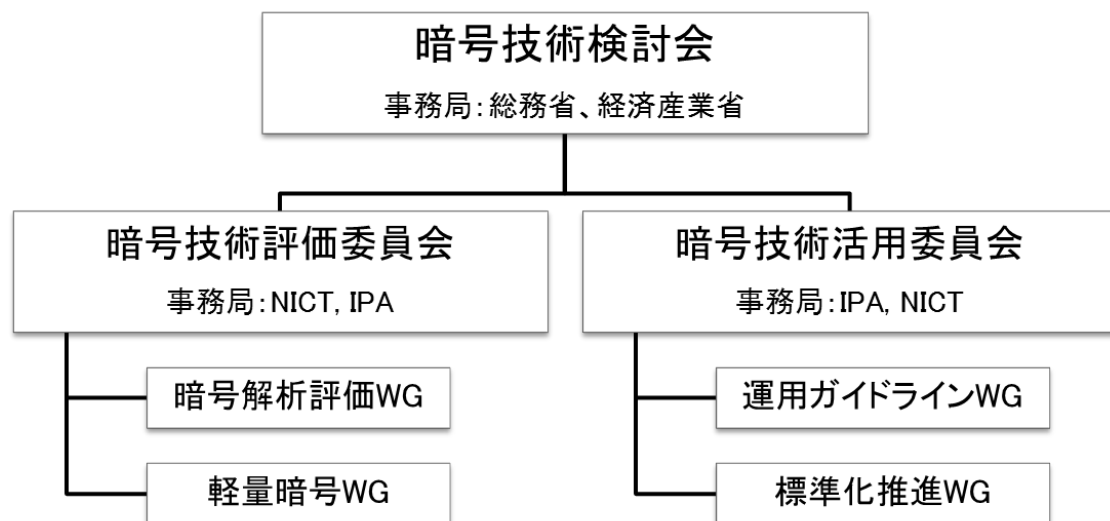 暗号技術検討会
事務局：総務省、経済産業省
暗号技術評価委員会
事務局：NICT, IPA
暗号解析評価WG
軽量暗号WG
暗号技術活用委員会
事務局：IPA, NICT
運用ガイドラインWG
標準化推進WG